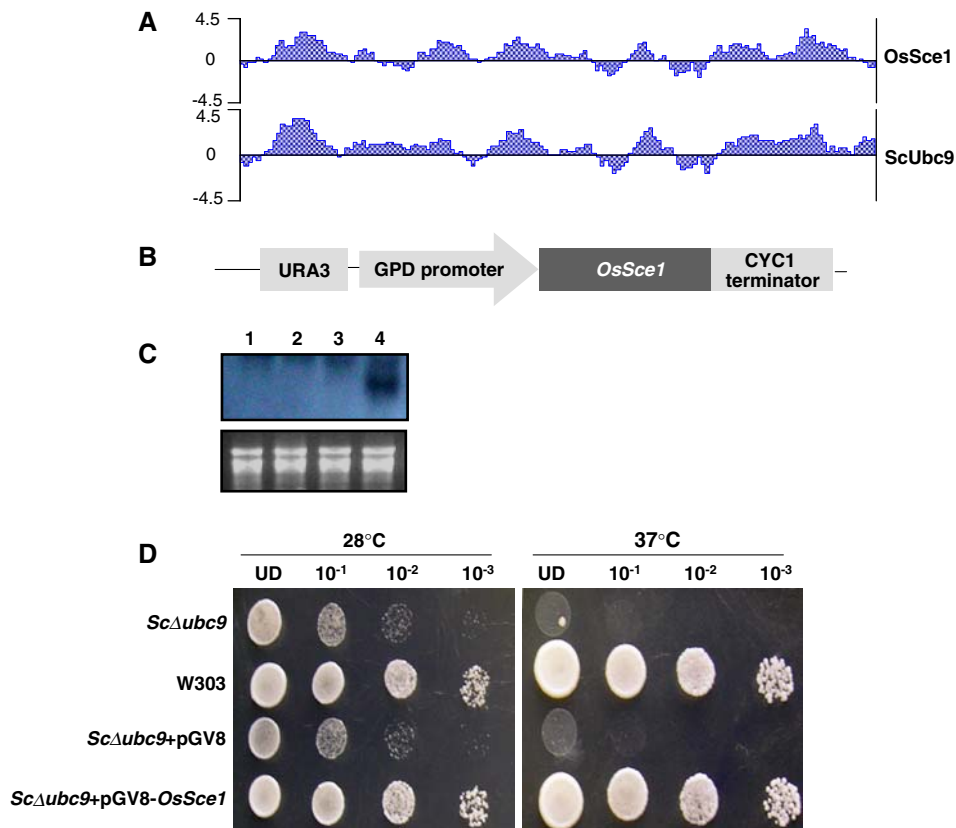 A
4.5
0
-4.5
OsSce1
4.5
0
-4.5
ScUbc9
B
URA3
GPD promoter
OsSce1
CYC1
terminator
C
1 2 3 4
D
28°C 37°C
UD 10-1 10-2 10-3 UD 10-1 10-2 10-3
ScΔubc9
W303
ScΔubc9+pGV8
ScΔubc9+pGV8-OsSce1